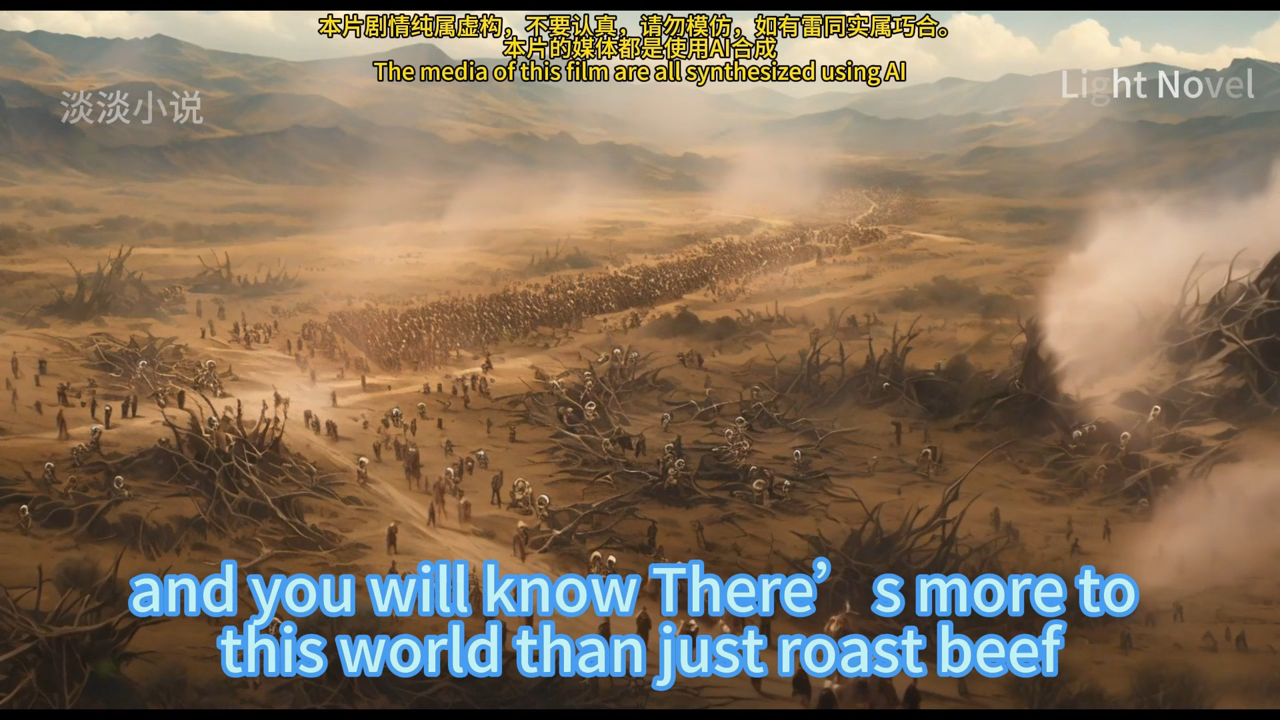 本片剧情纯属虚构，不要认真，请勿模仿，如有雷同实属巧合。
本片的媒体都是使用AI合成
The media of this film are all synthesized using AI
淡淡小说
Light Novel
and you will know There’s more to
this world than just roast beef